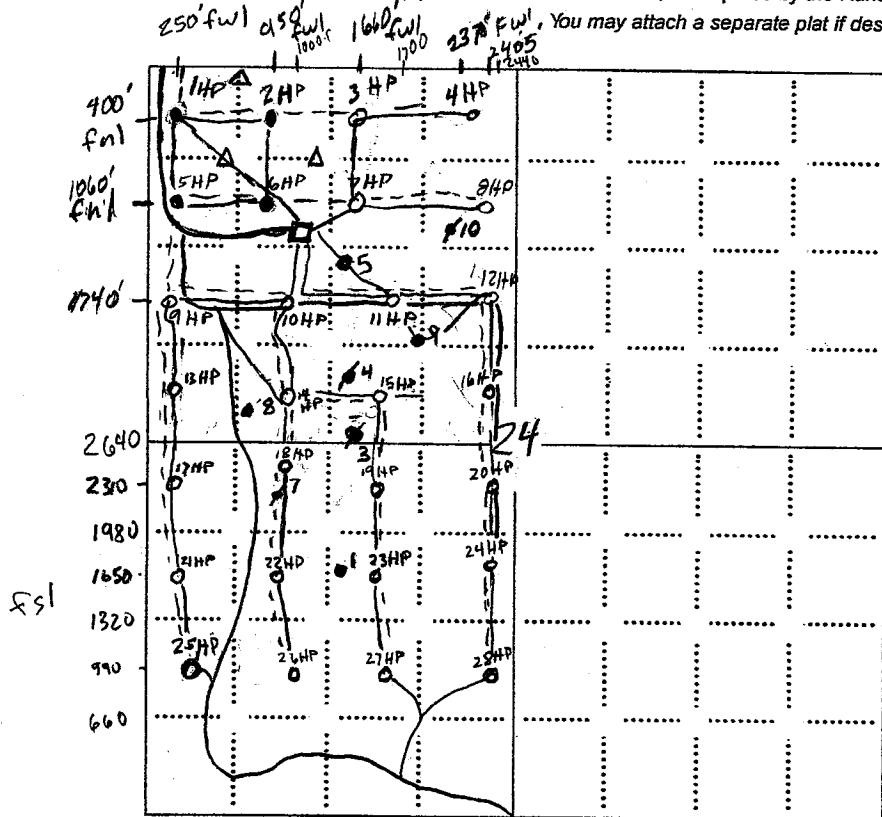 250' fwl 950' fwl 1660' fwl 2370' Fwl
1000' 1700 2405, 2440
You may attach a separate plat if des
400' fnl
1HP 2HP 3HP 4HP
1060' fnl
5HP 6HP 7HP 8HP
10
5
1740'
9HP 10HP 11HP 12HP
9
13HP 8 14HP 4 15HP 16HP
2640
24
3
2310
17HP 18HP 19HP 20HP
7
1980
1650
21HP 22HP 1 23HP 24HP
fsl
1320
25HP 26HP 27HP 28HP
990
660